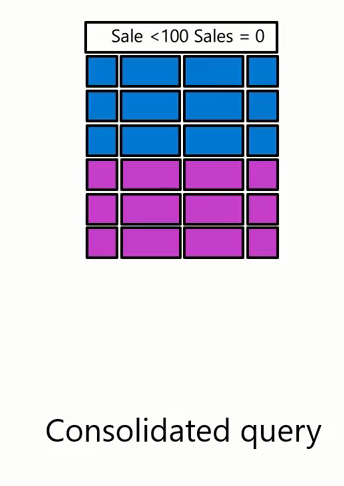 Sale <100 Sales = 0
Consolidated query